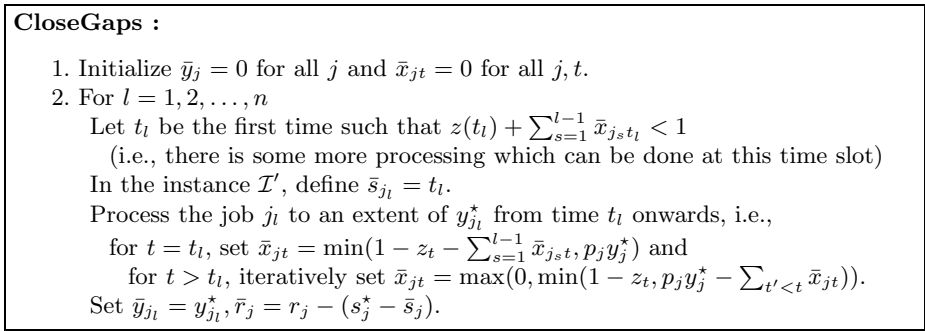 CloseGaps :
1. Initialize ȳ_j = 0 for all j and x̄_{jt} = 0 for all j, t.
2. For l = 1, 2, . . . , n
Let t_l be the first time such that z(t_l) + ∑_{s=1}^{l−1} x̄_{j_s t_l} < 1
(i.e., there is some more processing which can be done at this time slot)
In the instance I′, define s̄_{j_l} = t_l.
Process the job j_l to an extent of y⋆_{j_l} from time t_l onwards, i.e.,
for t = t_l, set x̄_{jt} = min(1 − z_t − ∑_{s=1}^{l−1} x̄_{j_s t}, p_j y⋆_j) and
for t > t_l, iteratively set x̄_{jt} = max(0, min(1 − z_t, p_j y⋆_j − ∑_{t′<t} x̄_{jt})).
Set ȳ_{j_l} = y⋆_{j_l}, r̄_j = r_j − (s⋆_j − s̄_j).